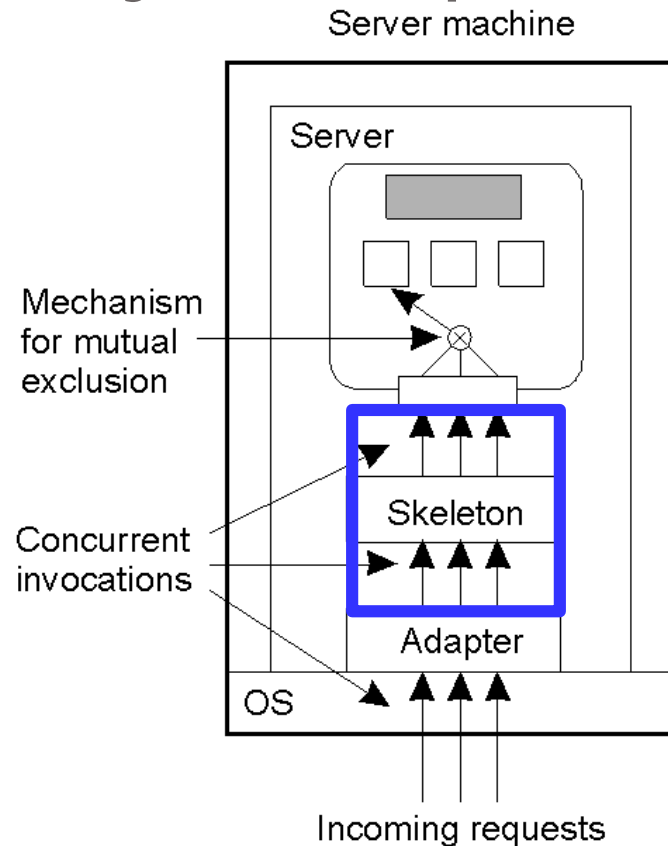 Server machine
Server
Mechanism
for mutual
exclusion
Skeleton
Concurrent
invocations
Adapter
OS
Incoming requests